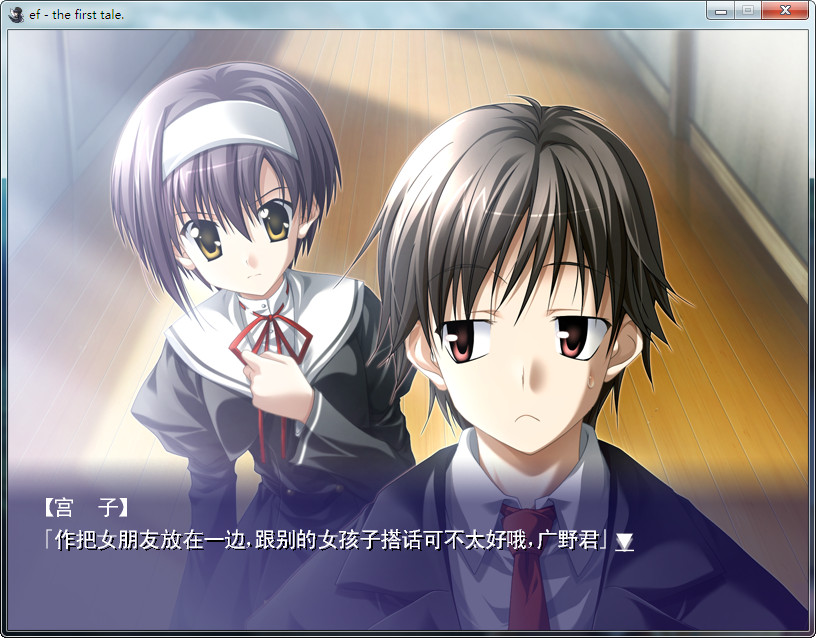 ef - the first tale.
【宫　子】
「作把女朋友放在一边,跟别的女孩子搭话可不太好哦,广野君」